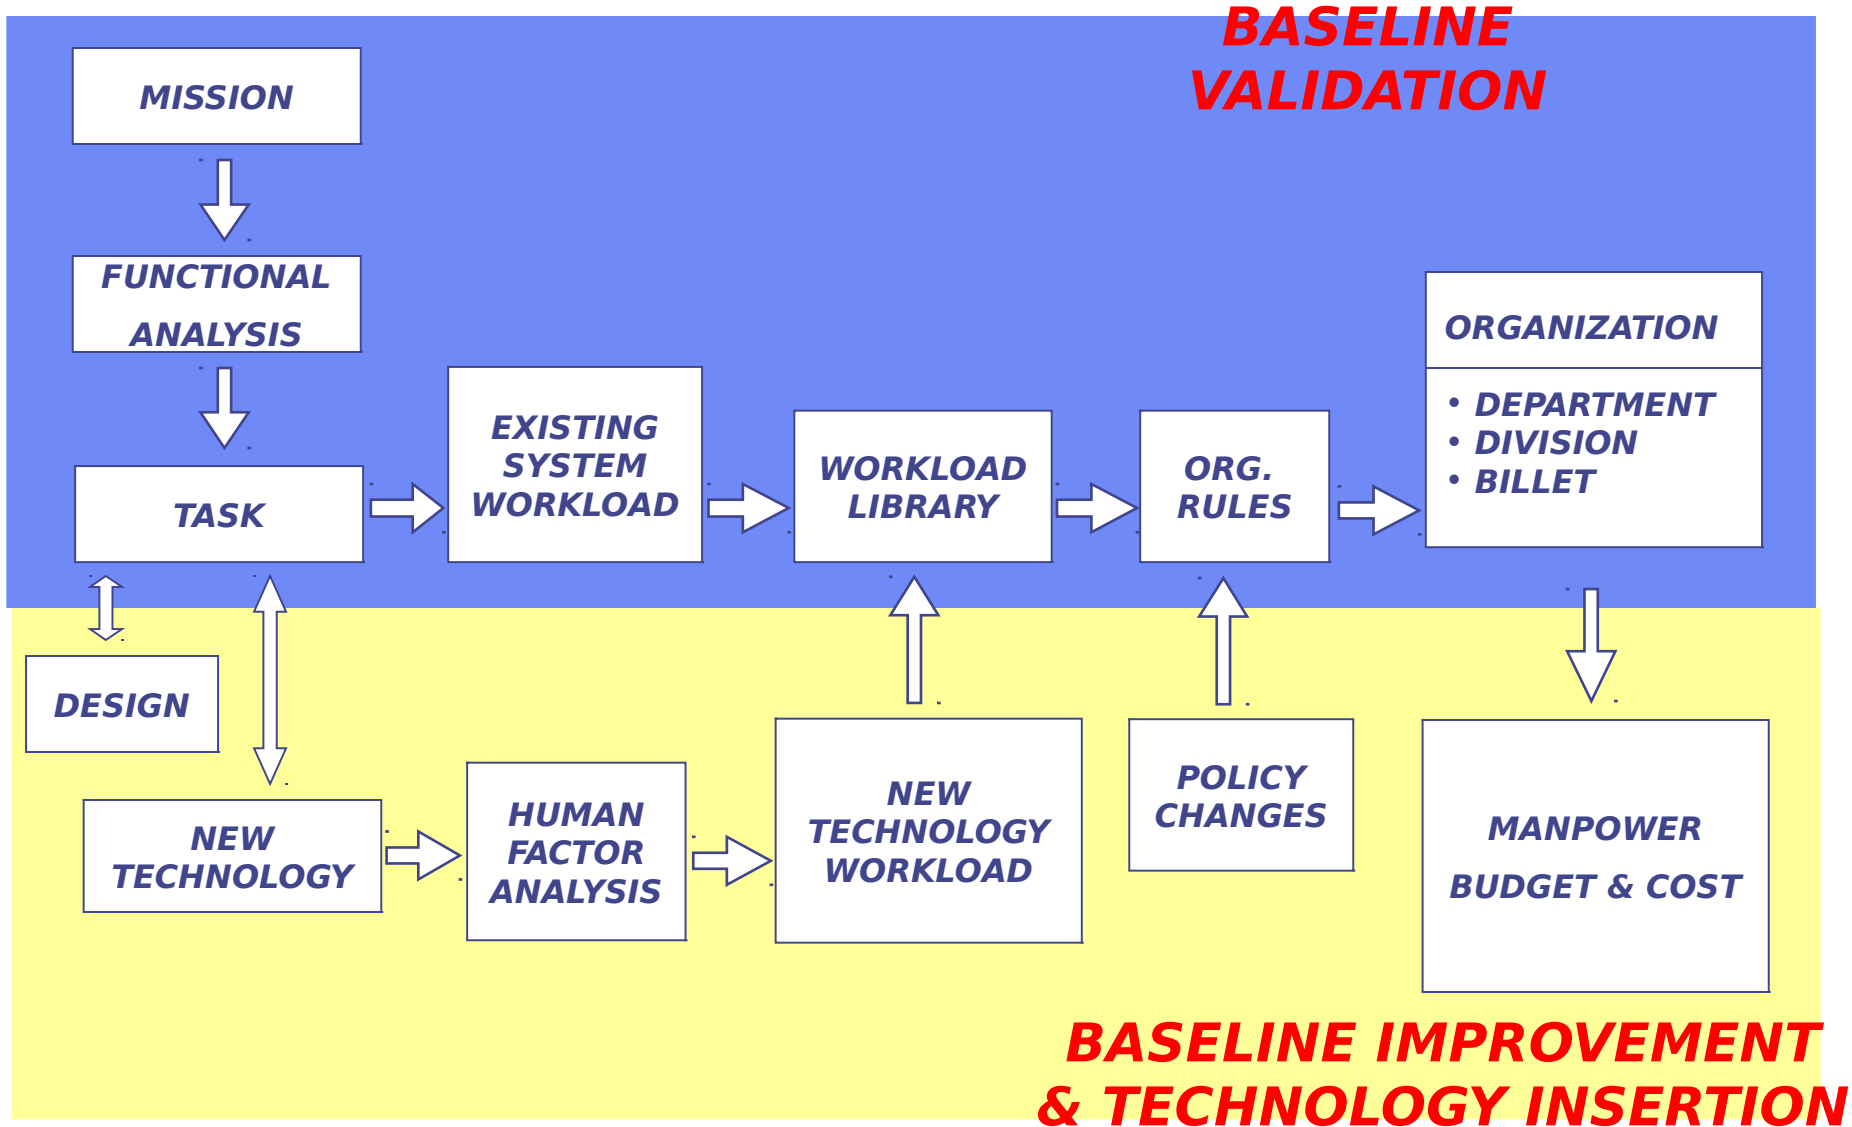 BASELINE
VALIDATION
MISSION
FUNCTIONAL
ANALYSIS
TASK
EXISTING
SYSTEM
WORKLOAD
WORKLOAD
LIBRARY
ORG.
RULES
ORGANIZATION
• DEPARTMENT
• DIVISION
• BILLET
DESIGN
NEW
TECHNOLOGY
HUMAN
FACTOR
ANALYSIS
NEW
TECHNOLOGY
WORKLOAD
POLICY
CHANGES
MANPOWER
BUDGET & COST
BASELINE IMPROVEMENT
& TECHNOLOGY INSERTION